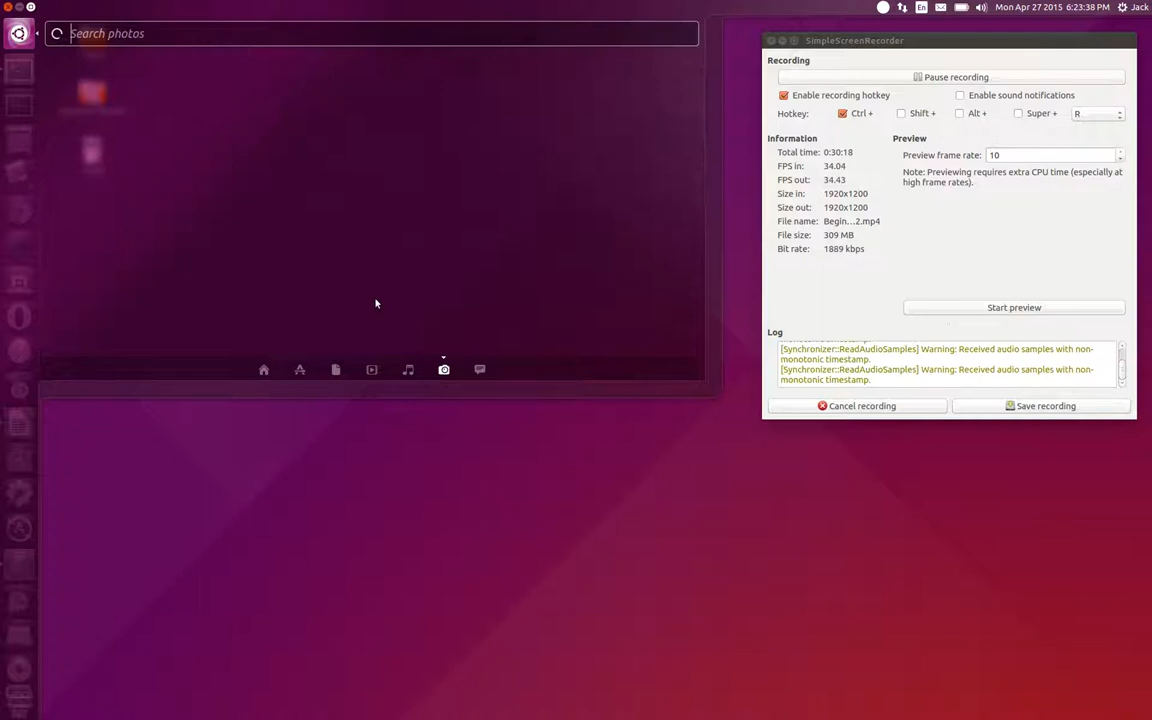 En
Mon Apr 27 2015 6:23:38 PM
Jack
Search photos
SimpleScreenRecorder
Recording
Pause recording
Enable recording hotkey
Enable sound notifications
Hotkey:
Ctrl +
Shift +
Alt +
Super +
R
Information
Preview
Total time: 0:30:18
Preview frame rate: 10
FPS in: 34.04
Note: Previewing requires extra CPU time (especially at
high frame rates).
FPS out: 34.43
Size in: 1920x1200
Size out: 1920x1200
File name: Begin...2.mp4
File size: 309 MB
Bit rate: 1889 kbps
Start preview
Log
[Synchronizer::ReadAudioSamples] Warning: Received audio samples with non-
monotonic timestamp.
[Synchronizer::ReadAudioSamples] Warning: Received audio samples with non-
monotonic timestamp.
Cancel recording
Save recording